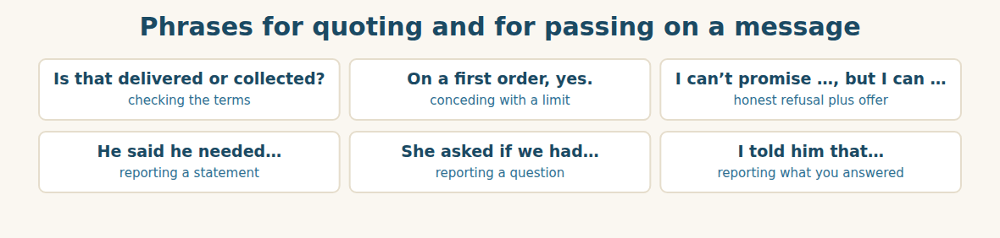 Phrases for quoting and for passing on a message
Is that delivered or collected?
checking the terms
On a first order, yes.
conceding with a limit
I can’t promise …, but I can …
honest refusal plus offer
He said he needed…
reporting a statement
She asked if we had…
reporting a question
I told him that…
reporting what you answered